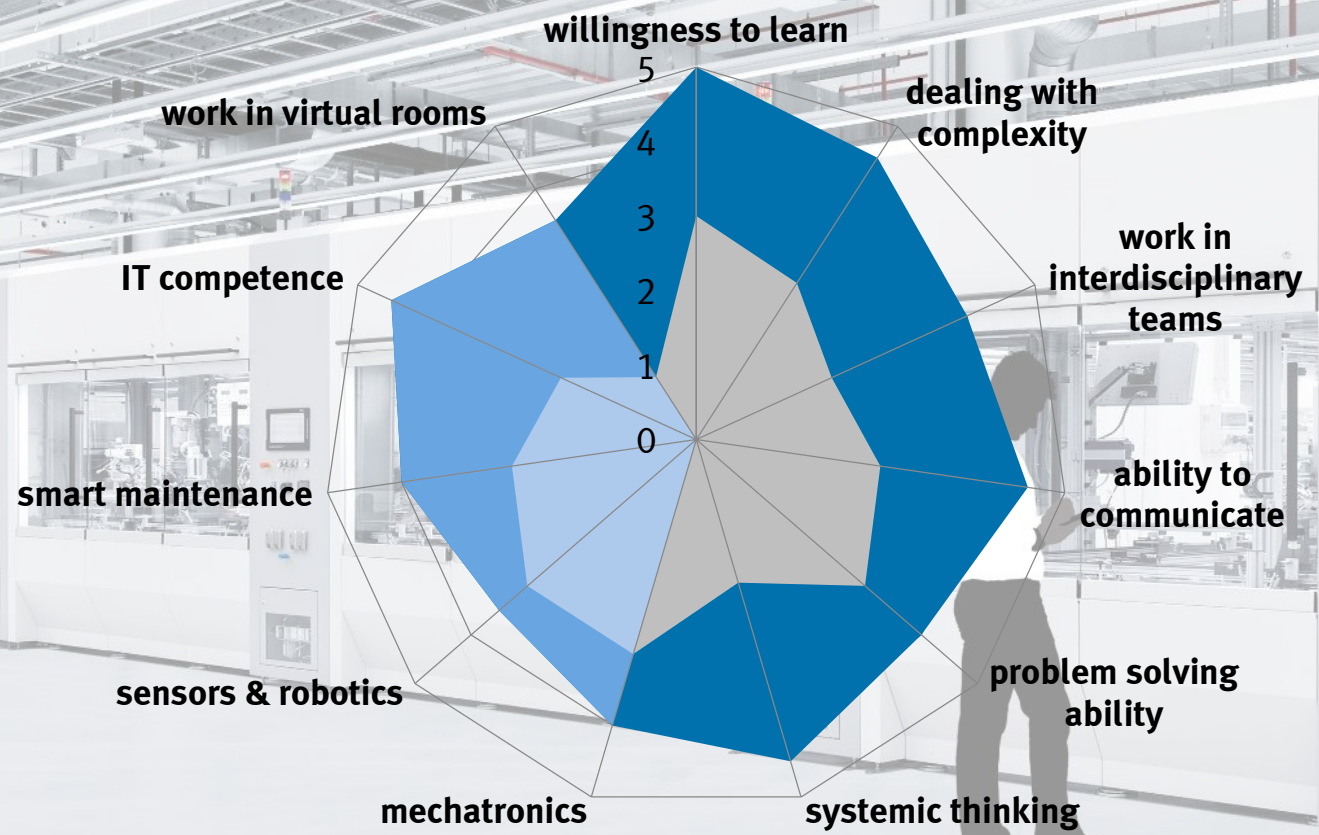 willingness to learn
5
4
3
2
1
0
dealing with
complexity
work in
interdisciplinary
teams
ability to
communicate
problem solving
ability
systemic thinking
mechatronics
sensors & robotics
smart maintenance
IT competence
work in virtual rooms